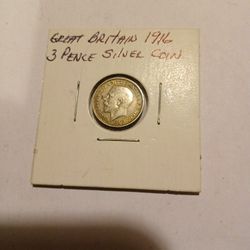 GREAT BRITAIN 1916
3 PENCE SILVER COIN